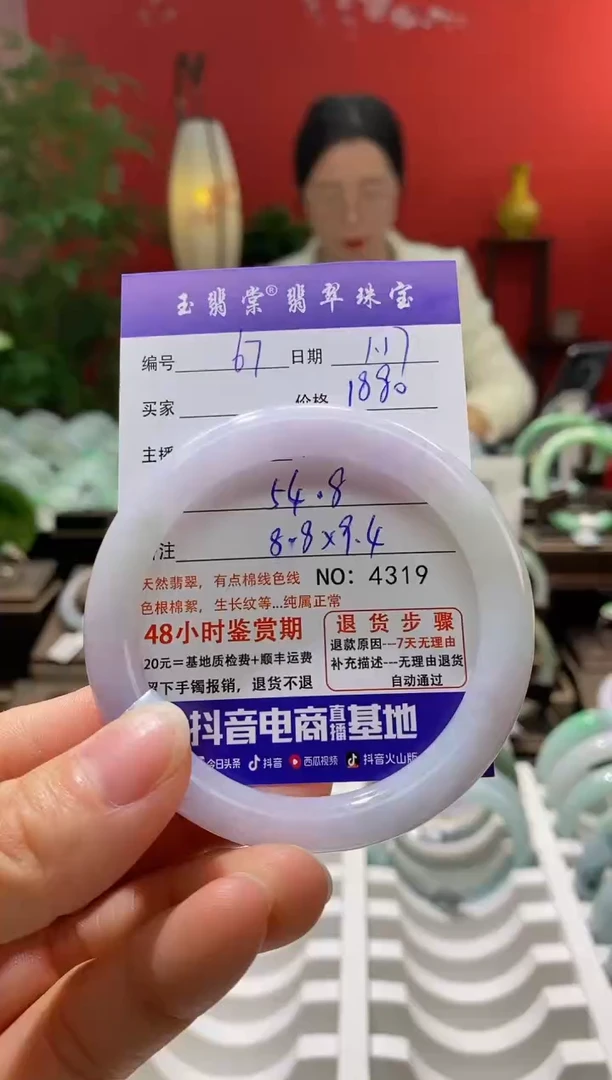 玉翡棠®翡翠珠宝
编号 67 日期 1.17
买家 价格 1880
主播
54.8
注 8.8×9.4
天然翡翠，有点棉线色线 NO: 4319
色根棉絮，生长纹等...纯属正常
48小时鉴赏期
20元=基地质检费+顺丰运费
下手镯报销，退货不退
退货步骤
退款原因---7天无理由
补充描述---无理由退货
自动通过
抖音电商直播基地
今日头条 抖音 西瓜视频 抖音火山版